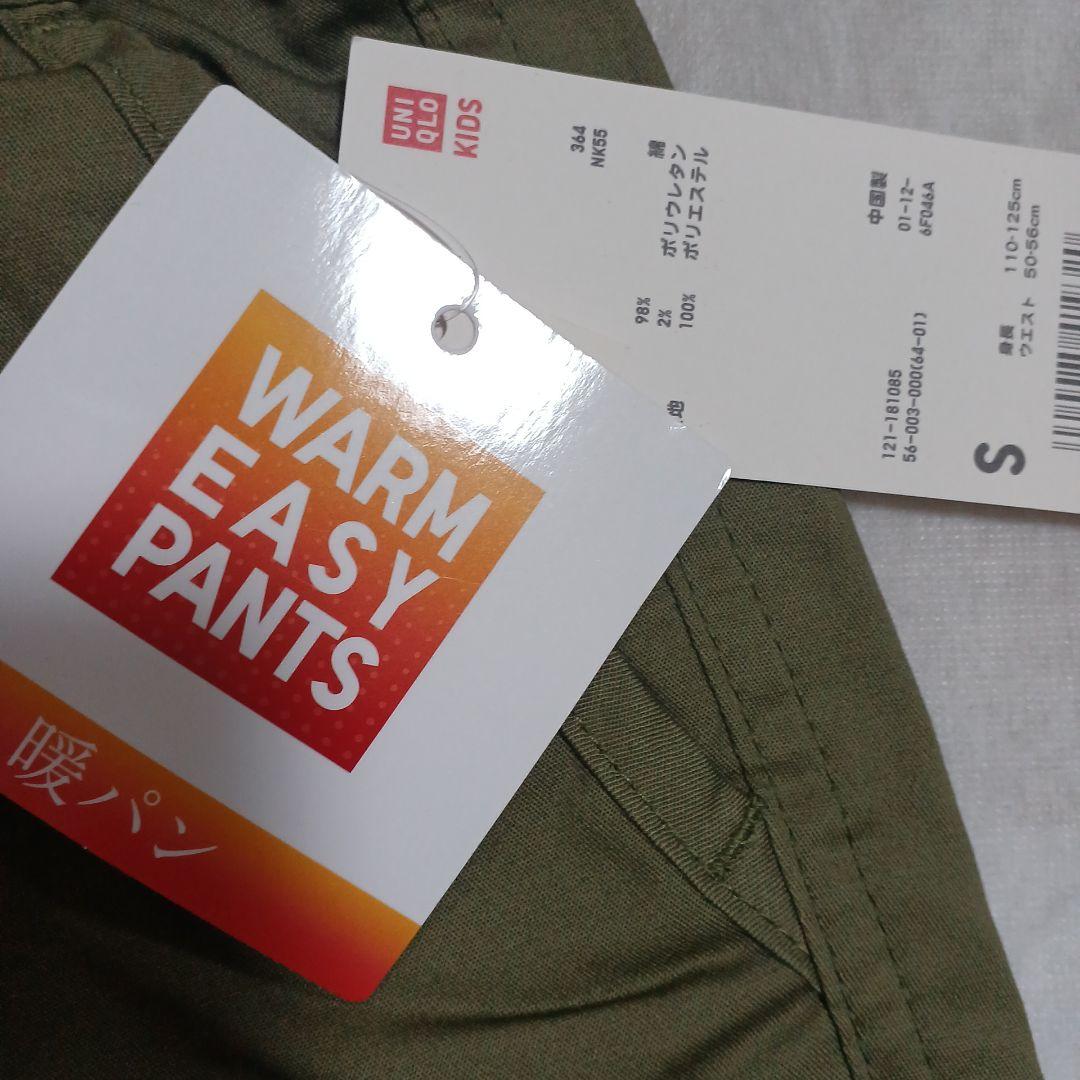 UNI
QLO
KIDS
364
NK55
綿
ポリウレタン
ポリエステル
98%
2%
100%
地
中国製
01-12-
6F046A
121-181085
56-003-000(64-01)
身長 110-125cm
ウエスト 50-56cm
S
WARM
EASY
PANTS
暖パン